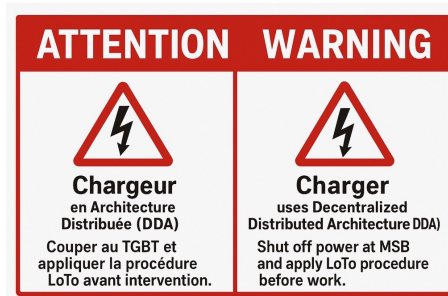 ATTENTION WARNING
Chargeur
en Architecture
Distribuée (DDA)
Couper au TGBT et
appliquer la procédure
LoTo avant intervention.
Charger
uses Decentralized
Distributed Architecture DDA)
Shut off power at MSB
and apply LoTo procedure
before work.